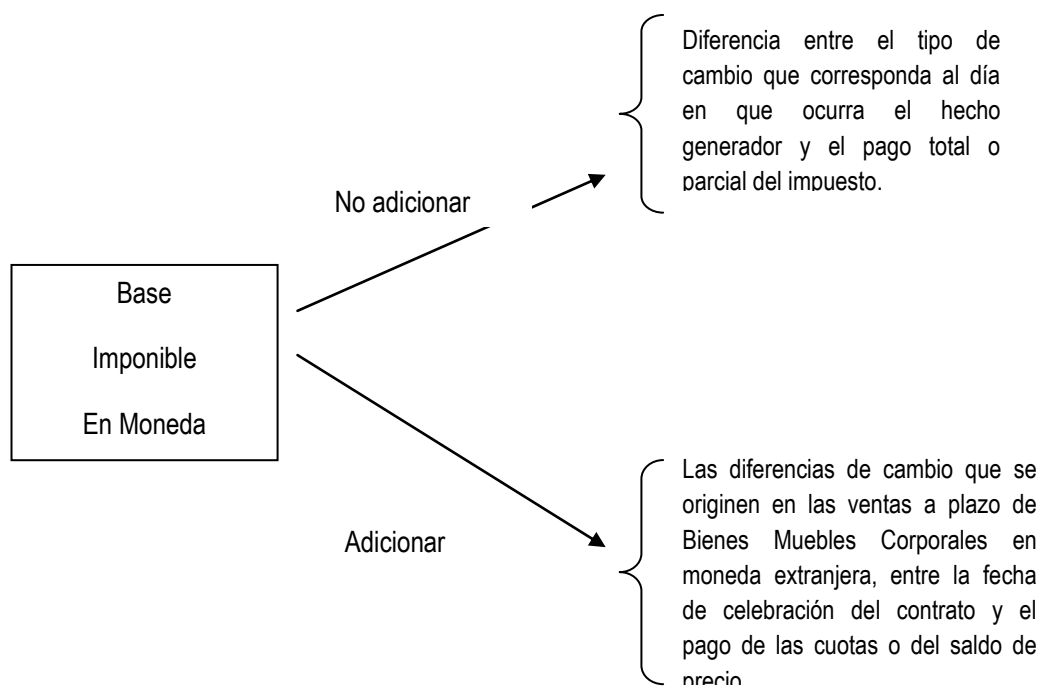 Diferencia entre el tipo de
cambio que corresponda al día
en que ocurra el hecho
generador y el pago total o
parcial del impuesto.
No adicionar
Base
Imponible
En Moneda
Adicionar
Las diferencias de cambio que se
originen en las ventas a plazo de
Bienes Muebles Corporales en
moneda extranjera, entre la fecha
de celebración del contrato y el
pago de las cuotas o del saldo de
precio